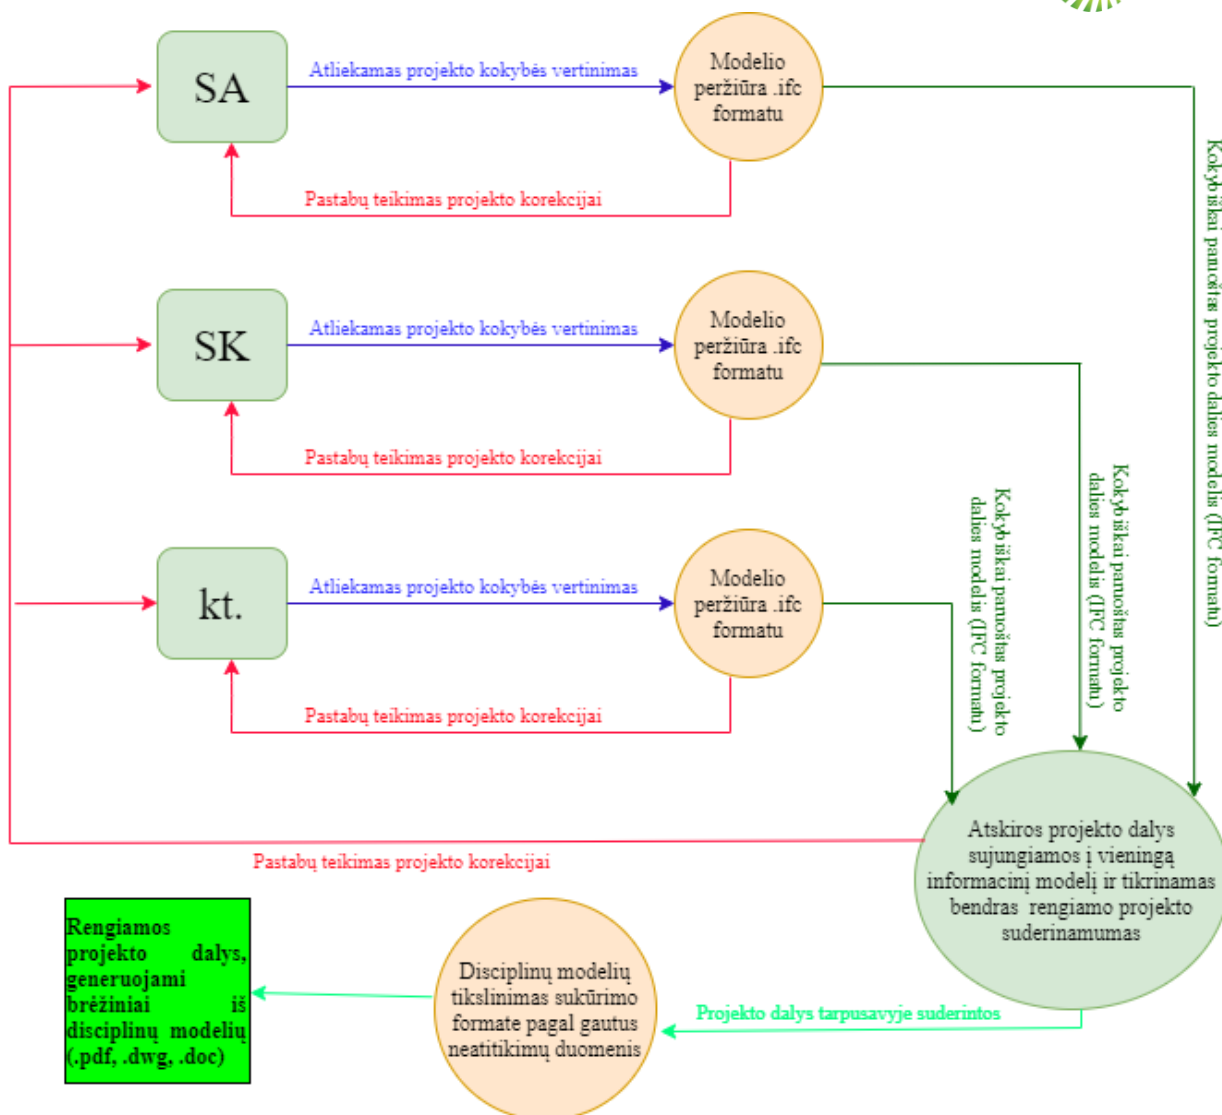 SA
Atliekamas projekto kokybės vertinimas
Modelio
peržiūra .ifc
formatu
Pastabų teikimas projekto korekcijai
Kokybiškai paruoštas projekto dalies modelis (IFC formatu)
SK
Atliekamas projekto kokybės vertinimas
Modelio
peržiūra .ifc
formatu
Pastabų teikimas projekto korekcijai
Kokybiškai paruoštas projekto
dalies modelis (IFC formatu)
kt.
Atliekamas projekto kokybės vertinimas
Modelio
peržiūra .ifc
formatu
Pastabų teikimas projekto korekcijai
Kokybiškai paruoštas projekto
dalies modelis (IFC formatu)
Atskiros projekto dalys
sujungiamos į vieningą
informacinį modelį ir tikrinamas
bendras rengiamo projekto
suderinamumas
Pastabų teikimas projekto korekcijai
Projekto dalys tarpusavyje suderintos
Disciplinų modelių
tikslinimas sukūrimo
formate pagal gautus
neatitikimų duomenis
Rengiamos
projekto dalys,
generuojami
brėžiniai iš
disciplinų modelių
(.pdf, .dwg, .doc)